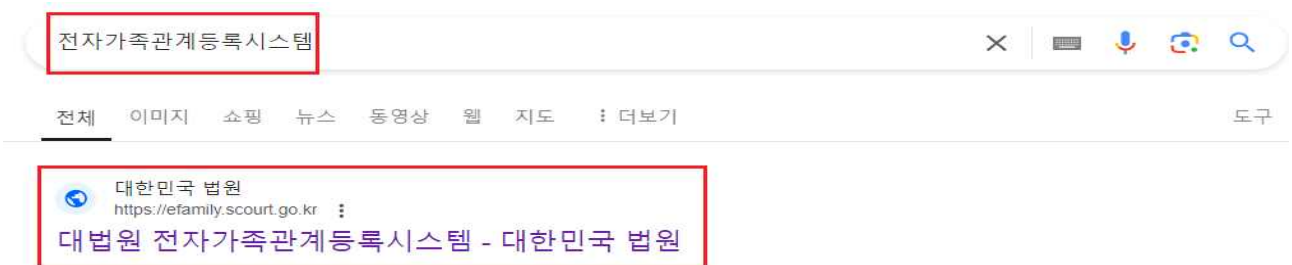 전자가족관계등록시스템
전체 이미지 쇼핑 뉴스 동영상 웹 지도 더보기 도구
대한민국 법원
https://efamily.scourt.go.kr
대법원 전자가족관계등록시스템 - 대한민국 법원